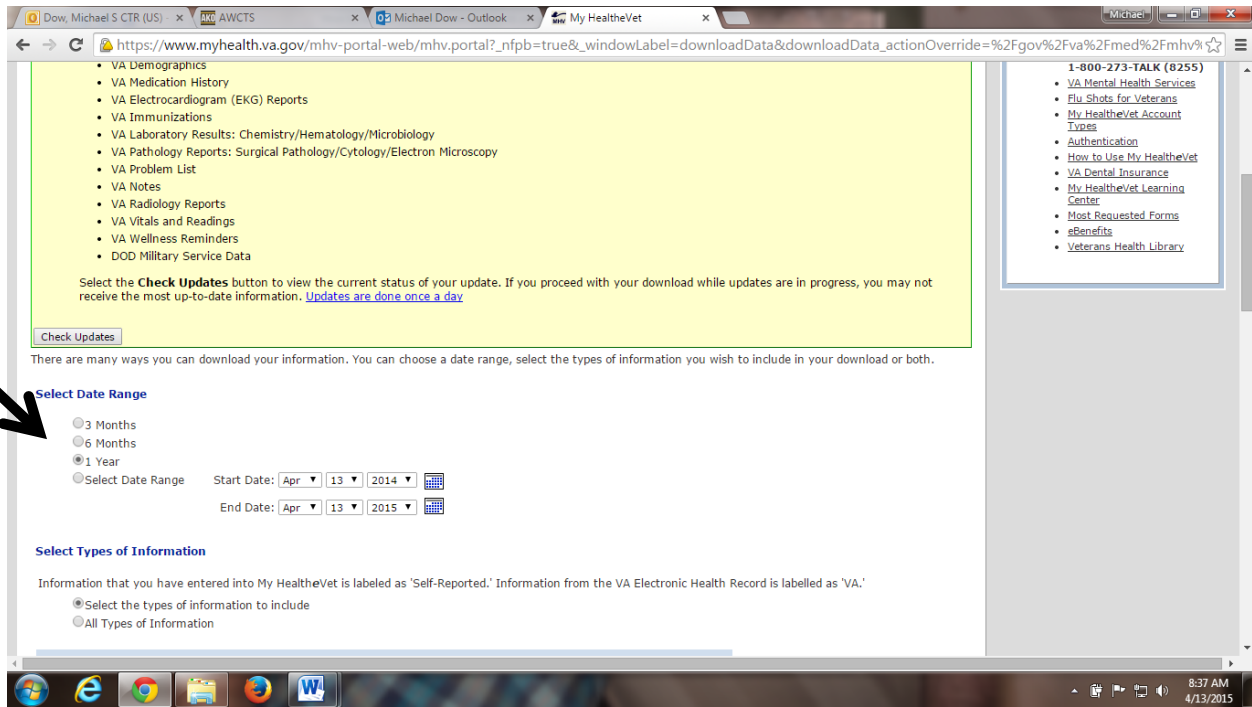 Dow, Michael S CTR (US) ×
AKO AWCTS ×
Michael Dow - Outlook ×
My HealtheVet ×
Michael
https://www.myhealth.va.gov/mhv-portal-web/mhv.portal?_nfpb=true&_windowLabel=downloadData&downloadData_actionOverride=%2Fgov%2Fva%2Fmed%2Fmhv%
• VA Demographics
• VA Medication History
• VA Electrocardiogram (EKG) Reports
• VA Immunizations
• VA Laboratory Results: Chemistry/Hematology/Microbiology
• VA Pathology Reports: Surgical Pathology/Cytology/Electron Microscopy
• VA Problem List
• VA Notes
• VA Radiology Reports
• VA Vitals and Readings
• VA Wellness Reminders
• DOD Military Service Data
Select the Check Updates button to view the current status of your update. If you proceed with your download while updates are in progress, you may not
receive the most up-to-date information. Updates are done once a day
Check Updates
There are many ways you can download your information. You can choose a date range, select the types of information you wish to include in your download or both.
Select Date Range
3 Months
6 Months
1 Year
Select Date Range Start Date: Apr 13 2014
End Date: Apr 13 2015
Select Types of Information
Information that you have entered into My HealtheVet is labeled as 'Self-Reported.' Information from the VA Electronic Health Record is labelled as 'VA.'
Select the types of information to include
All Types of Information
1-800-273-TALK (8255)
• VA Mental Health Services
• Flu Shots for Veterans
• My HealtheVet Account
Types
• Authentication
• How to Use My HealtheVet
• VA Dental Insurance
• My HealtheVet Learning
Center
• Most Requested Forms
• eBenefits
• Veterans Health Library
8:37 AM
4/13/2015